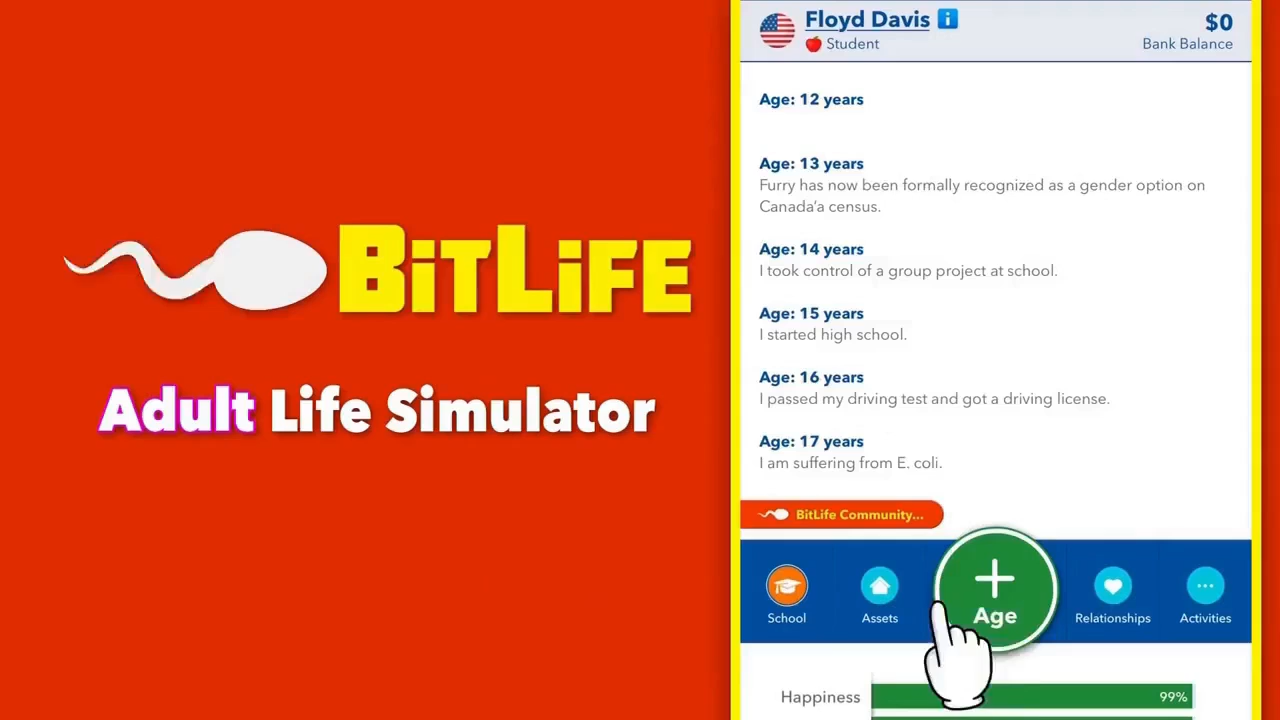 BiTLiFE
Adult Life Simulator
Floyd Davis
Student
$0
Bank Balance
Age: 12 years
Age: 13 years
Furry has now been formally recognized as a gender option on
Canada'a census.
Age: 14 years
I took control of a group project at school.
Age: 15 years
I started high school.
Age: 16 years
I passed my driving test and got a driving license.
Age: 17 years
I am suffering from E. coli.
BitLife Community...
School
Assets
+
Age
Relationships
Activities
Happiness
99%